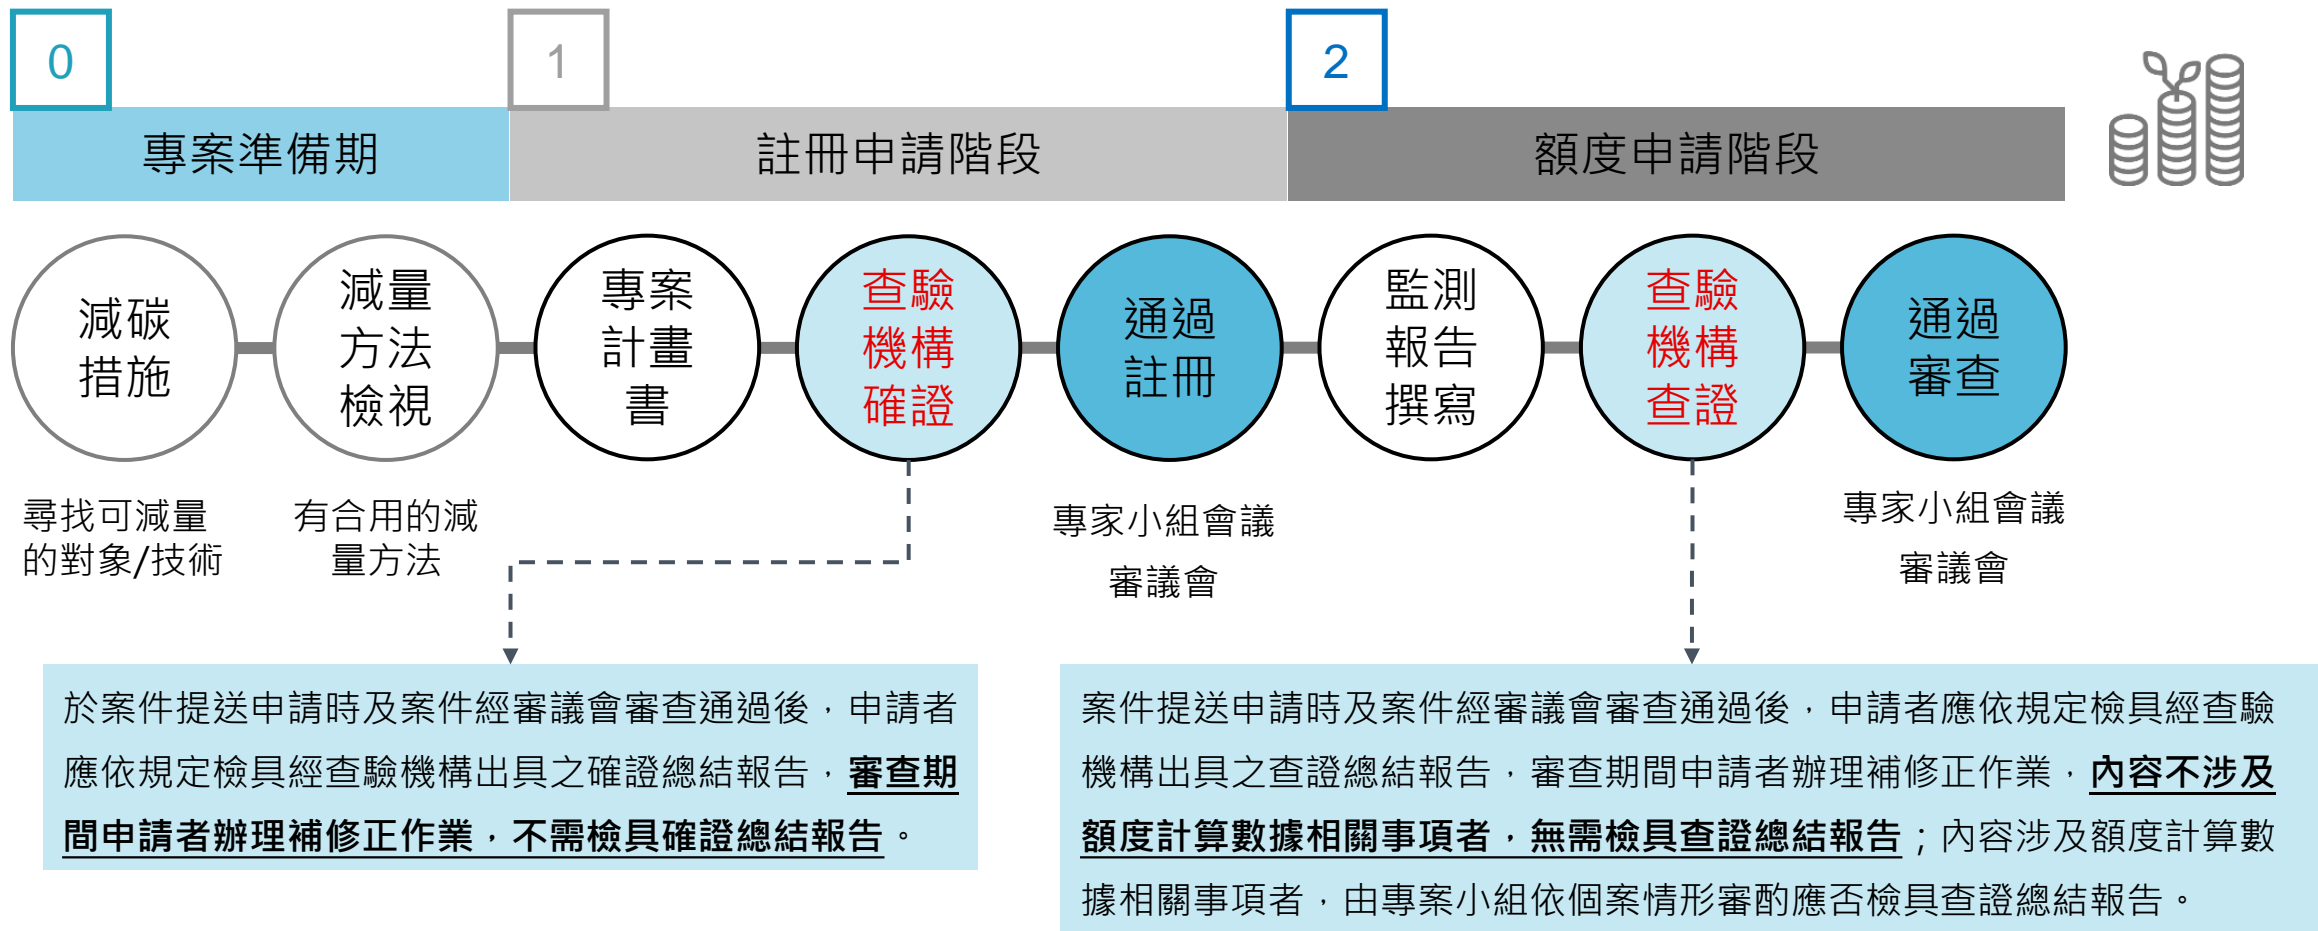 0
1
2
專案準備期
註冊申請階段
額度申請階段
減碳
措施
減量
方法
檢視
專案
計畫
書
查驗
機構
確證
通過
註冊
監測
報告
撰寫
查驗
機構
查證
通過
審查
尋找可減量
的對象/技術
有合用的減
量方法
專家小組會議
審議會
專家小組會議
審議會
於案件提送申請時及案件經審議會審查通過後，申請者
應依規定檢具經查驗機構出具之確證總結報告，審查期
間申請者辦理補修正作業，不需檢具確證總結報告。
案件提送申請時及案件經審議會審查通過後，申請者應依規定檢具經查驗
機構出具之查證總結報告，審查期間申請者辦理補修正作業，內容不涉及
額度計算數據相關事項者，無需檢具查證總結報告；內容涉及額度計算數
據相關事項者，由專案小組依個案情形審酌應否檢具查證總結報告。